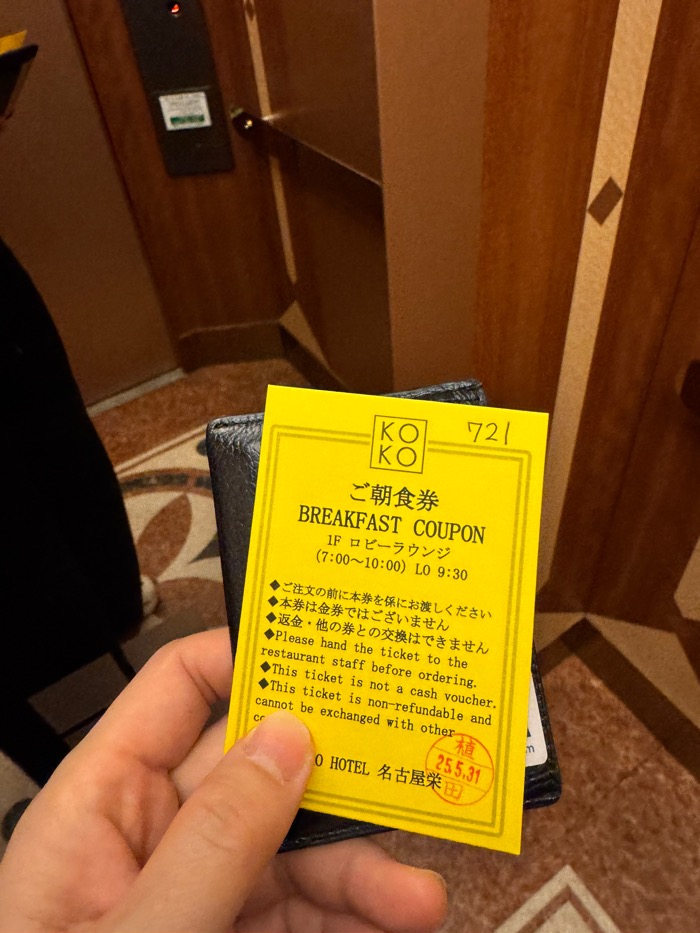 KO
KO
721
ご朝食券
BREAKFAST COUPON
1F ロビーラウンジ
(7:00～10:00) LO 9:30
◆ご注文の前に本券を係にお渡しください
◆本券は金券ではございません
◆返金・他の券との交換はできません
◆Please hand the ticket to the
restaurant staff before ordering.
◆This ticket is not a cash voucher.
◆This ticket is non-refundable and
cannot be exchanged with other
HOTEL 名古屋栄
植
25.5.31
田